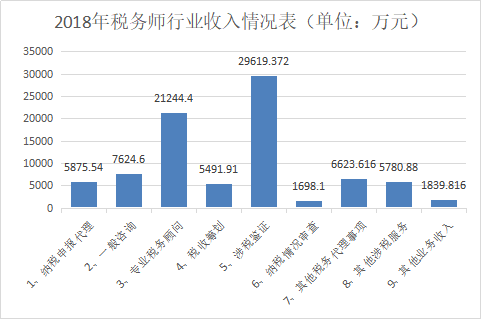 2018年税务师行业收入情况表（单位：万元）
35000
30000
25000
20000
15000
10000
5000
0
5875.54
7624.6
21244.4
5491.91
29619.372
1698.1
6623.616
5780.88
1839.816
1、纳税申报代理
2、一般咨询
3、专业税务顾问
4、税收筹划
5、涉税鉴证
6、纳税情况审查
7、其他税务代理事项
8、其他涉税服务
9、其他业务收入